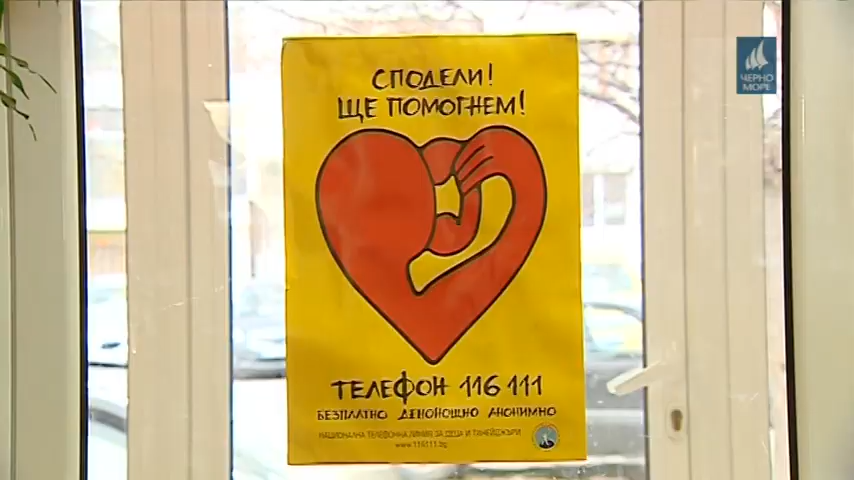 СПОДЕЛИ!
ЩЕ ПОМОГНЕМ!
ТЕЛЕФОН 116 111
БЕЗПЛАТНО ДЕНОНОЩНО АНОНИМНО
НАЦИОНАЛНА ТЕЛЕФОННА ЛИНИЯ ЗА ДЕЦА И ТИНЕЙДЖЪРИ
www.116111.bg
ЧЕРНО
МОРЕ